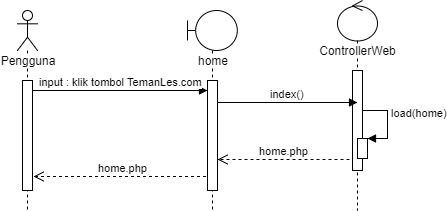 Pengguna
home
ControllerWeb
input : klik tombol TemanLes.com
index()
load(home)
home.php
home.php